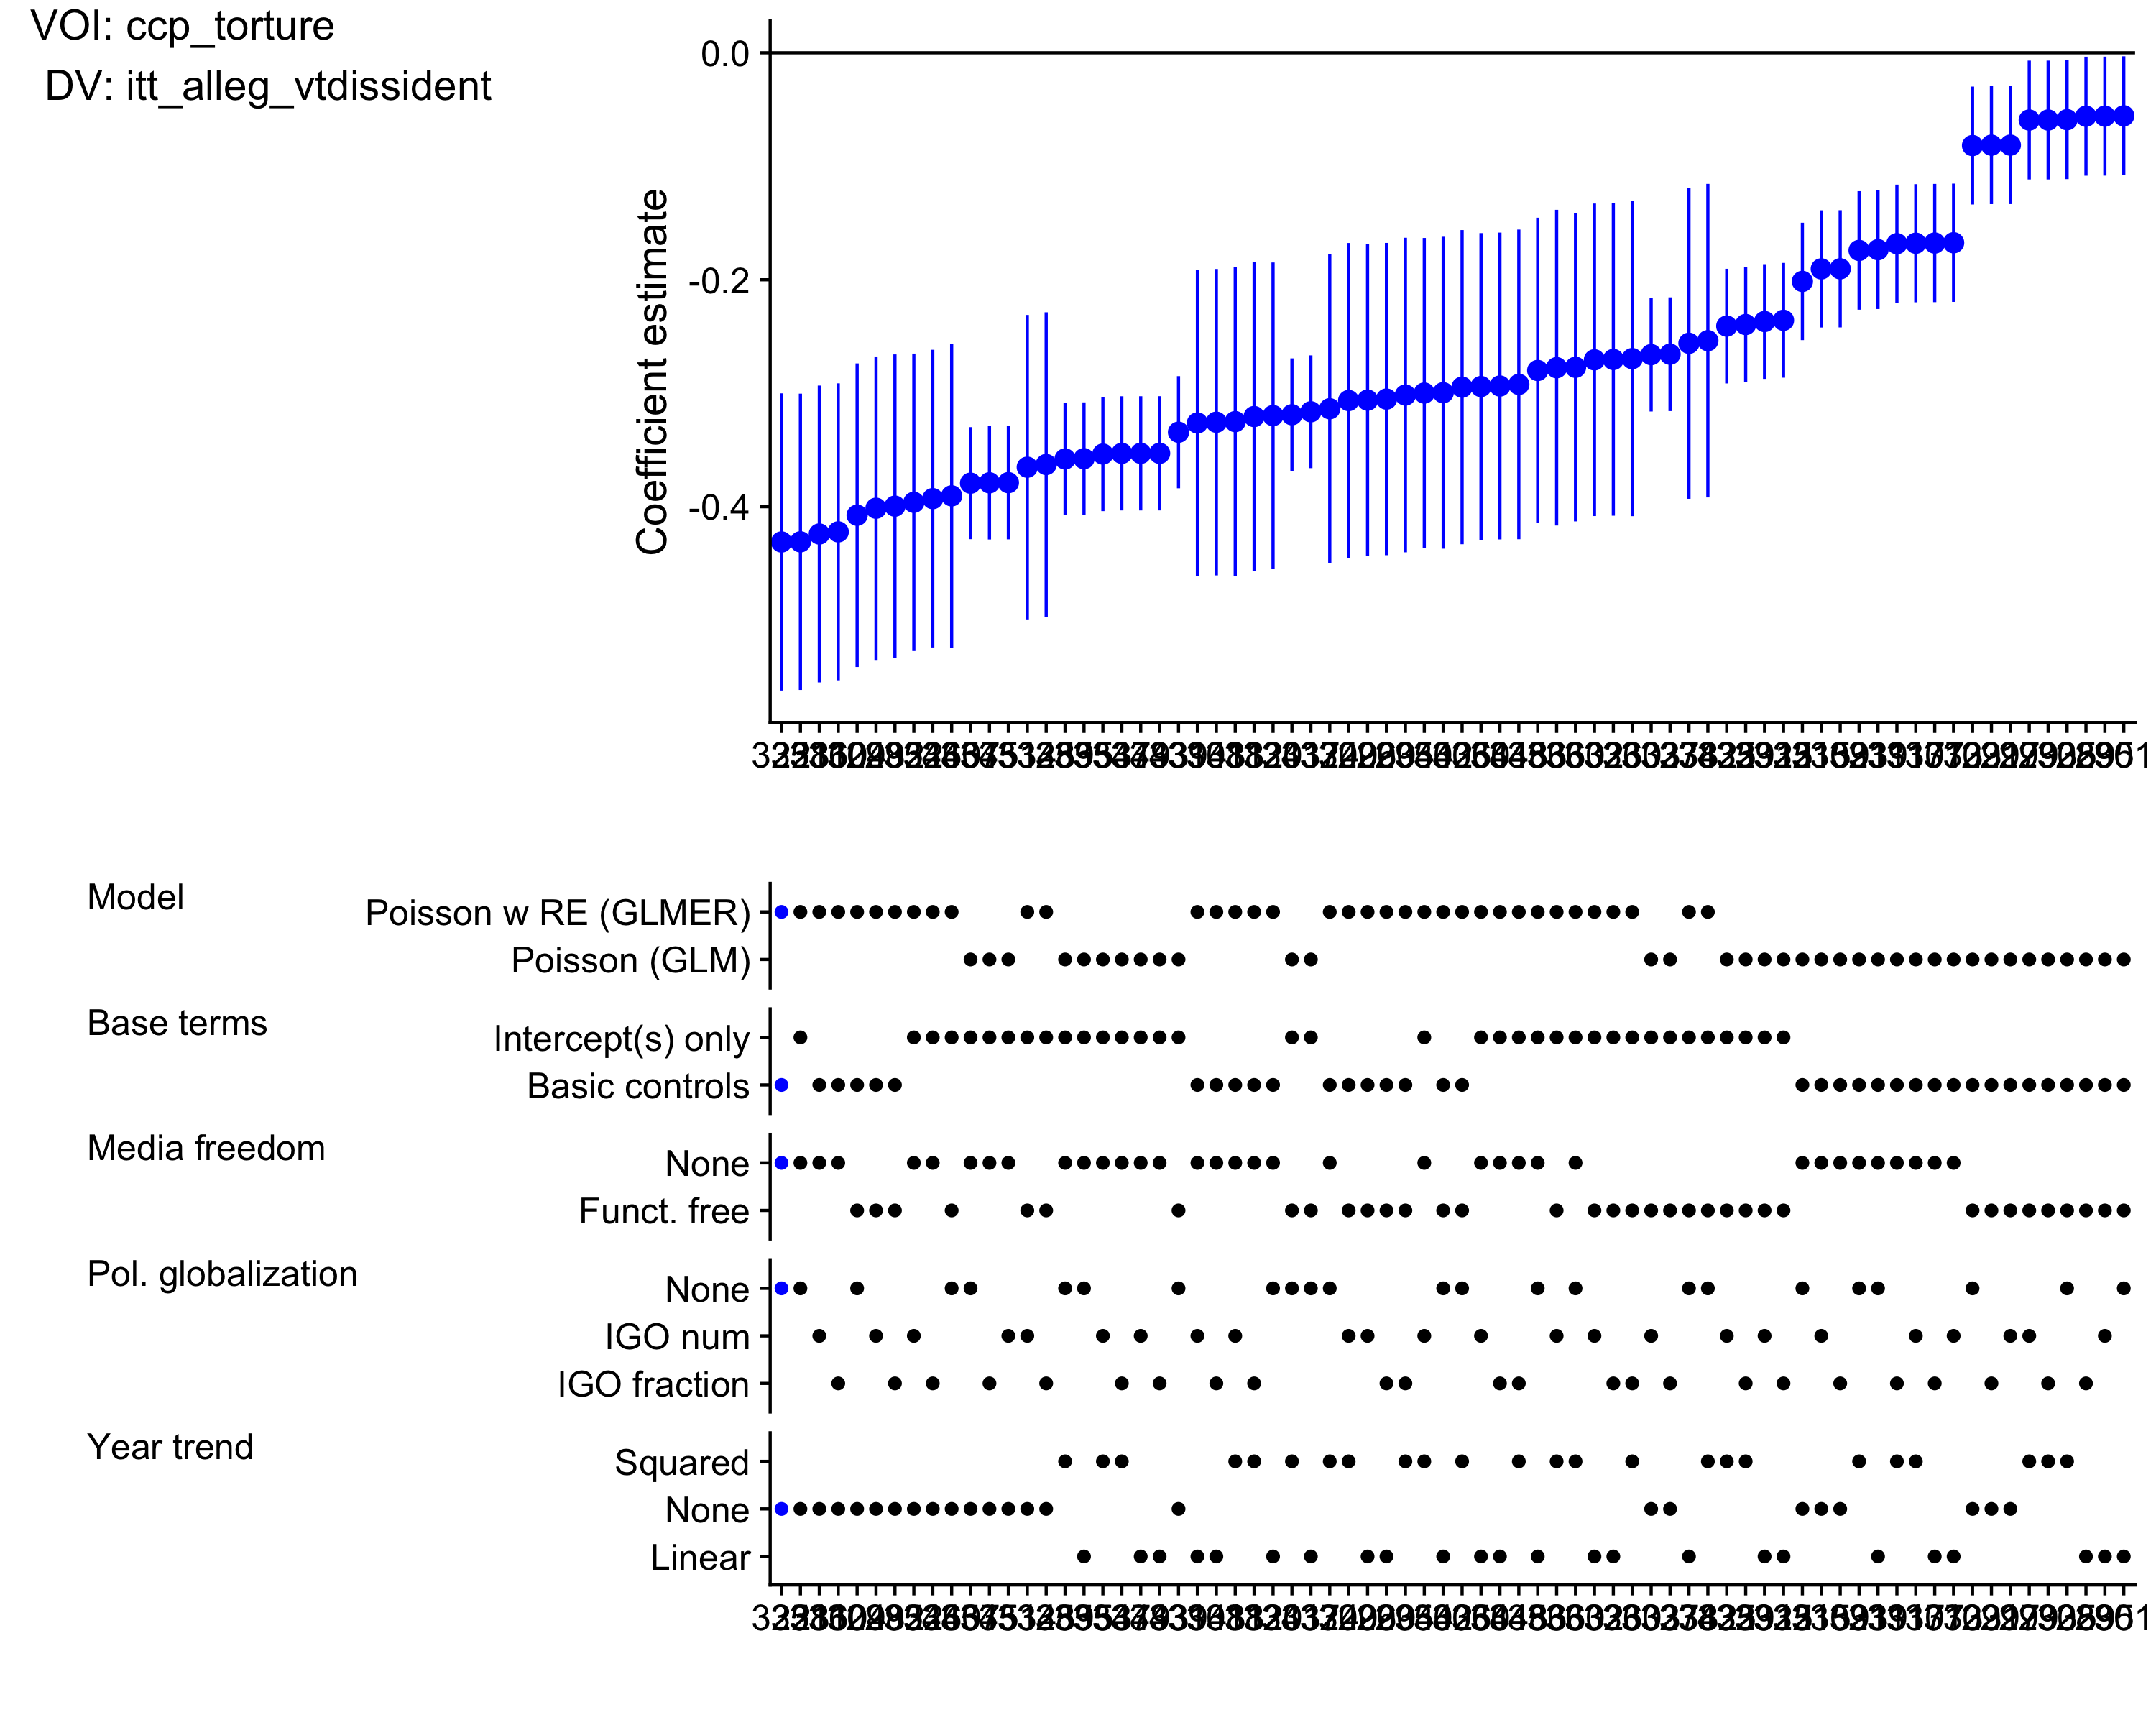 VOI: ccp_torture
DV: itt_alleg_vtdissident
Coefficient estimate
0.0
-0.2
-0.4
Model
Poisson w RE (GLMER)
Poisson (GLM)
Base terms
Intercept(s) only
Basic controls
Media freedom
None
Funct. free
Pol. globalization
None
IGO num
IGO fraction
Year trend
Squared
None
Linear